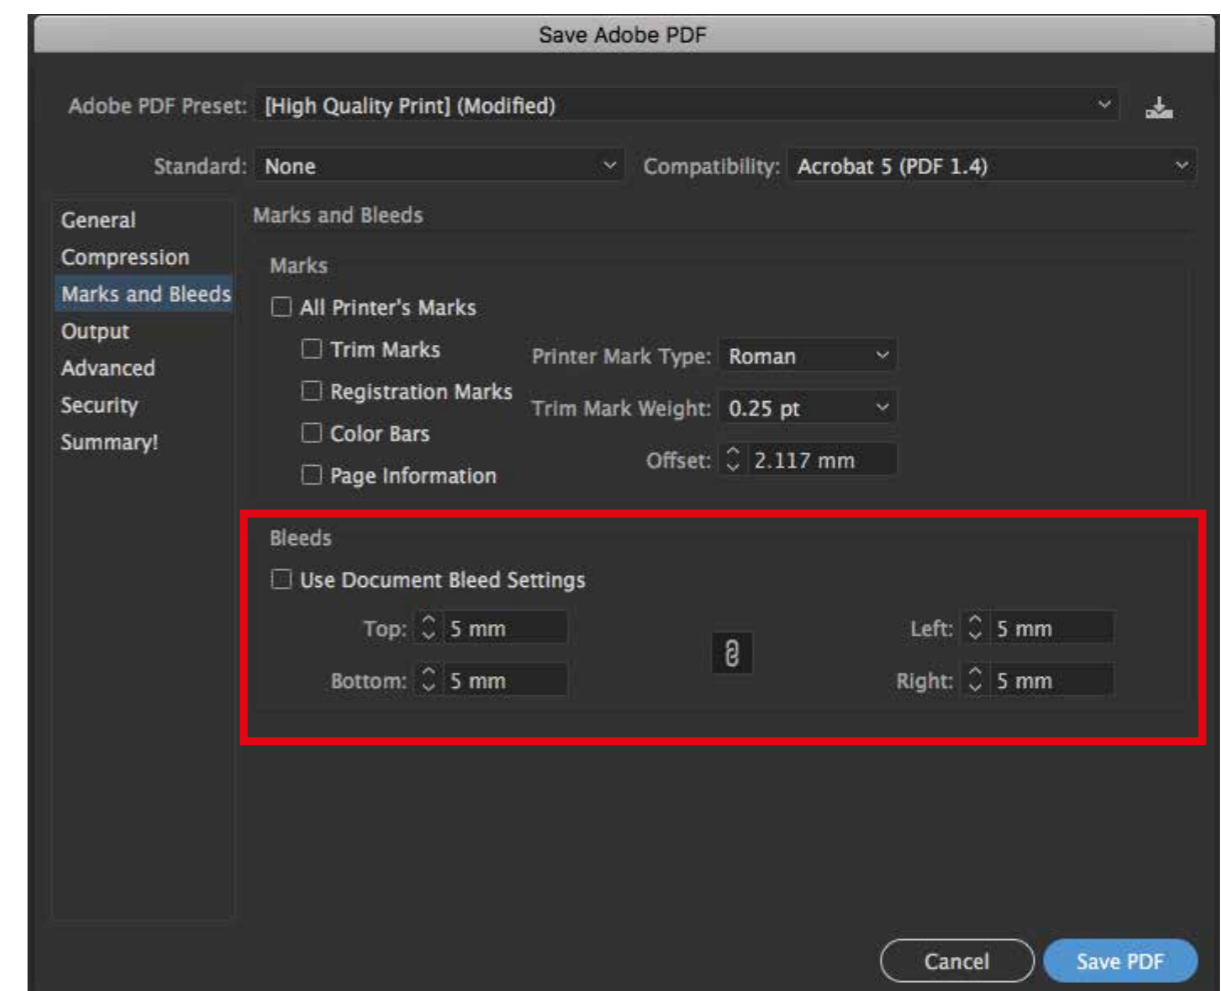 Save Adobe PDF
Adobe PDF Preset: [High Quality Print] (Modified)
Standard: None Compatibility: Acrobat 5 (PDF 1.4)
General
Compression
Marks and Bleeds
Output
Advanced
Security
Summary!
Marks and Bleeds
Marks
All Printer's Marks
Trim Marks
Registration Marks
Color Bars
Page Information
Printer Mark Type: Roman
Trim Mark Weight: 0.25 pt
Offset: 2.117 mm
Bleeds
Use Document Bleed Settings
Top: 5 mm Left: 5 mm
Bottom: 5 mm Right: 5 mm
Cancel Save PDF